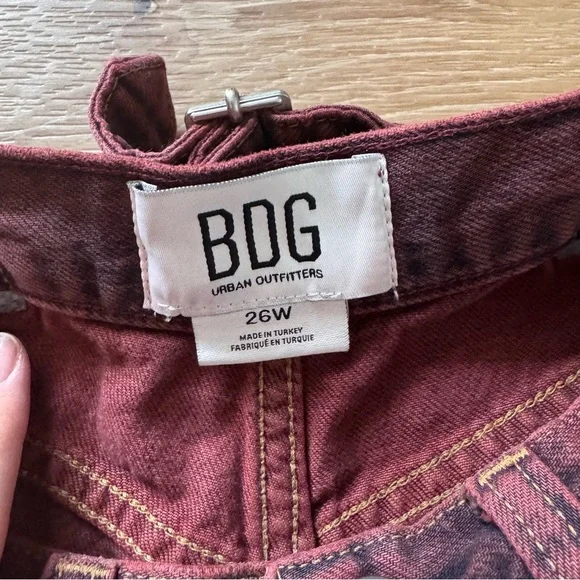 BDG
URBAN OUTFITTERS
26W
MADE IN TURKEY
FABRIQUÉ EN TURQUIE